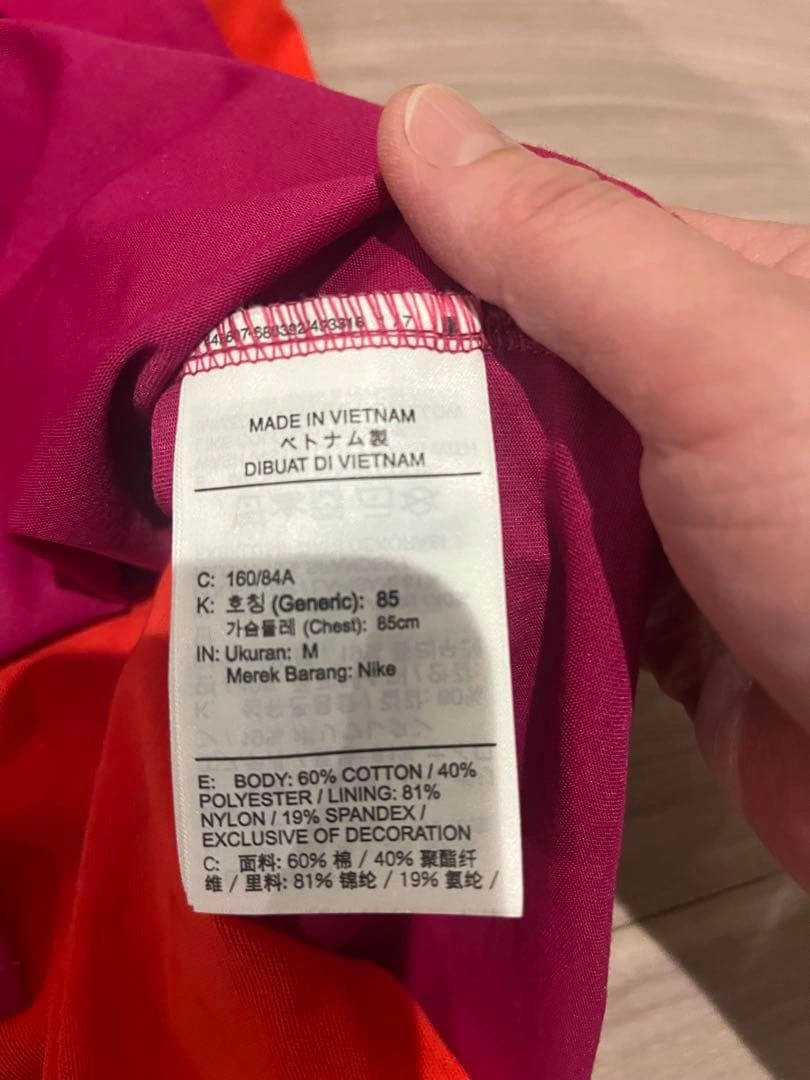 MADE IN VIETNAM
ベトナム製
DIBUAT DI VIETNAM
C: 160/84A
K: 호칭 (Generic): 85
가슴둘레 (Chest): 85cm
IN: Ukuran: M
Merek Barang: Nike
E: BODY: 60% COTTON / 40%
POLYESTER / LINING: 81%
NYLON / 19% SPANDEX /
EXCLUSIVE OF DECORATION
C: 面料: 60% 棉 / 40% 聚酯纤
维 / 里料: 81% 锦纶 / 19% 氨纶 /